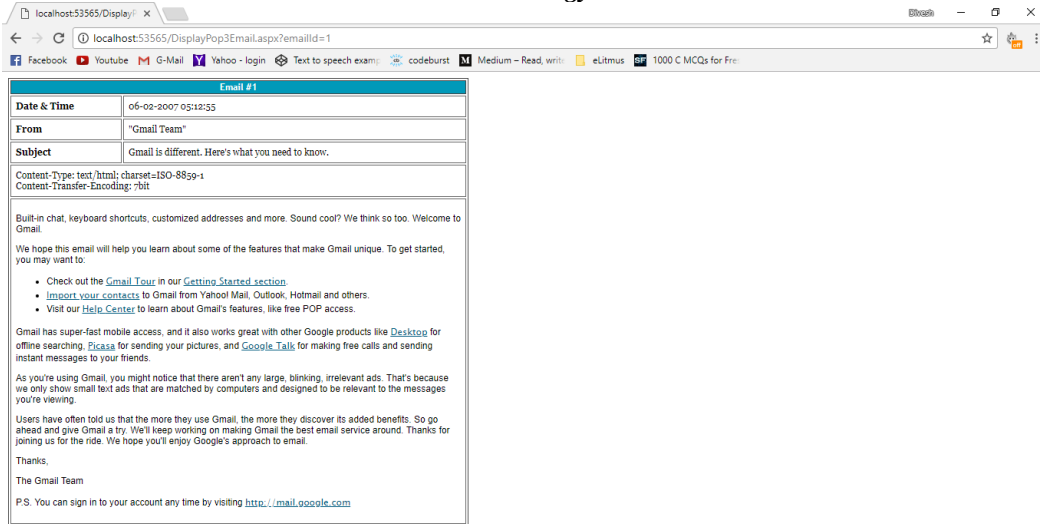 gy
localhost:53565/DisplayP
Divesh
localhost:53565/DisplayPop3Email.aspx?emailId=1
Facebook Youtube G-Mail Yahoo - login Text to speech examp codeburst Medium – Read, write eLitmus 1000 C MCQs for Fre
Email #1
Date & Time 06-02-2007 05:12:55
From "Gmail Team"
Subject Gmail is different. Here's what you need to know.
Content-Type: text/html; charset=ISO-8859-1
Content-Transfer-Encoding: 7bit
Built-in chat, keyboard shortcuts, customized addresses and more. Sound cool? We think so too. Welcome to
Gmail.
We hope this email will help you learn about some of the features that make Gmail unique. To get started,
you may want to:
• Check out the Gmail Tour in our Getting Started section.
• Import your contacts to Gmail from Yahoo! Mail, Outlook, Hotmail and others.
• Visit our Help Center to learn about Gmail's features, like free POP access.
Gmail has super-fast mobile access, and it also works great with other Google products like Desktop for
offline searching, Picasa for sending your pictures, and Google Talk for making free calls and sending
instant messages to your friends.
As you're using Gmail, you might notice that there aren't any large, blinking, irrelevant ads. That's because
we only show small text ads that are matched by computers and designed to be relevant to the messages
you're viewing.
Users have often told us that the more they use Gmail, the more they discover its added benefits. So go
ahead and give Gmail a try. We'll keep working on making Gmail the best email service around. Thanks for
joining us for the ride. We hope you'll enjoy Google's approach to email.
Thanks,
The Gmail Team
P.S. You can sign in to your account any time by visiting http://mail.google.com